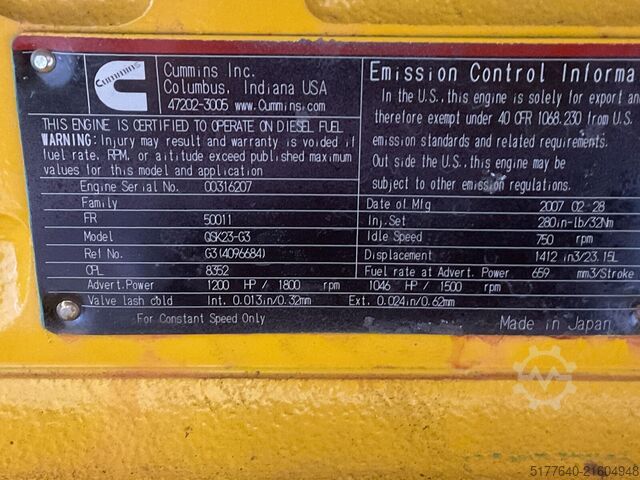 Cummins
Cummins Inc.
Columbus, Indiana USA
47202-3005 www.Cummins.com
THIS ENGINE IS CERTIFIED TO OPERATE ON DIESEL FUEL
WARNING: Injury may result and warranty is voided if
fuel rate. RPM. or altitude exceed published maximum
values for this model and application
Emission Control Informa
In the U.S., this engine is solely for export and
therefore exempt under 40 CFR 1068.230 from U.S.
emission standards and related requirements.
Out side the U.S., this engine may be
subject to other emission regulations.
Engine Serial No. 00316207
Family Date of Mfg 2007 02 28
FR 50011 Inj.Set 280in-lb/32Nm
Model QSK23-G3 Idle Speed 750 rpm
Ref No. G3(4096684) Displacement 1412 in3/23.15L
CPL 8352 Fuel rate at Advert. Power 659 mm3/Stroke
Advert.Power 1200 HP / 1800 rpm 1046 HP / 1500 rpm
Valve lash cold Int. 0.013in/0.32mm Ext. 0.024in/0.62mm
For Constant Speed Only Made in Japan
5177640-21604948